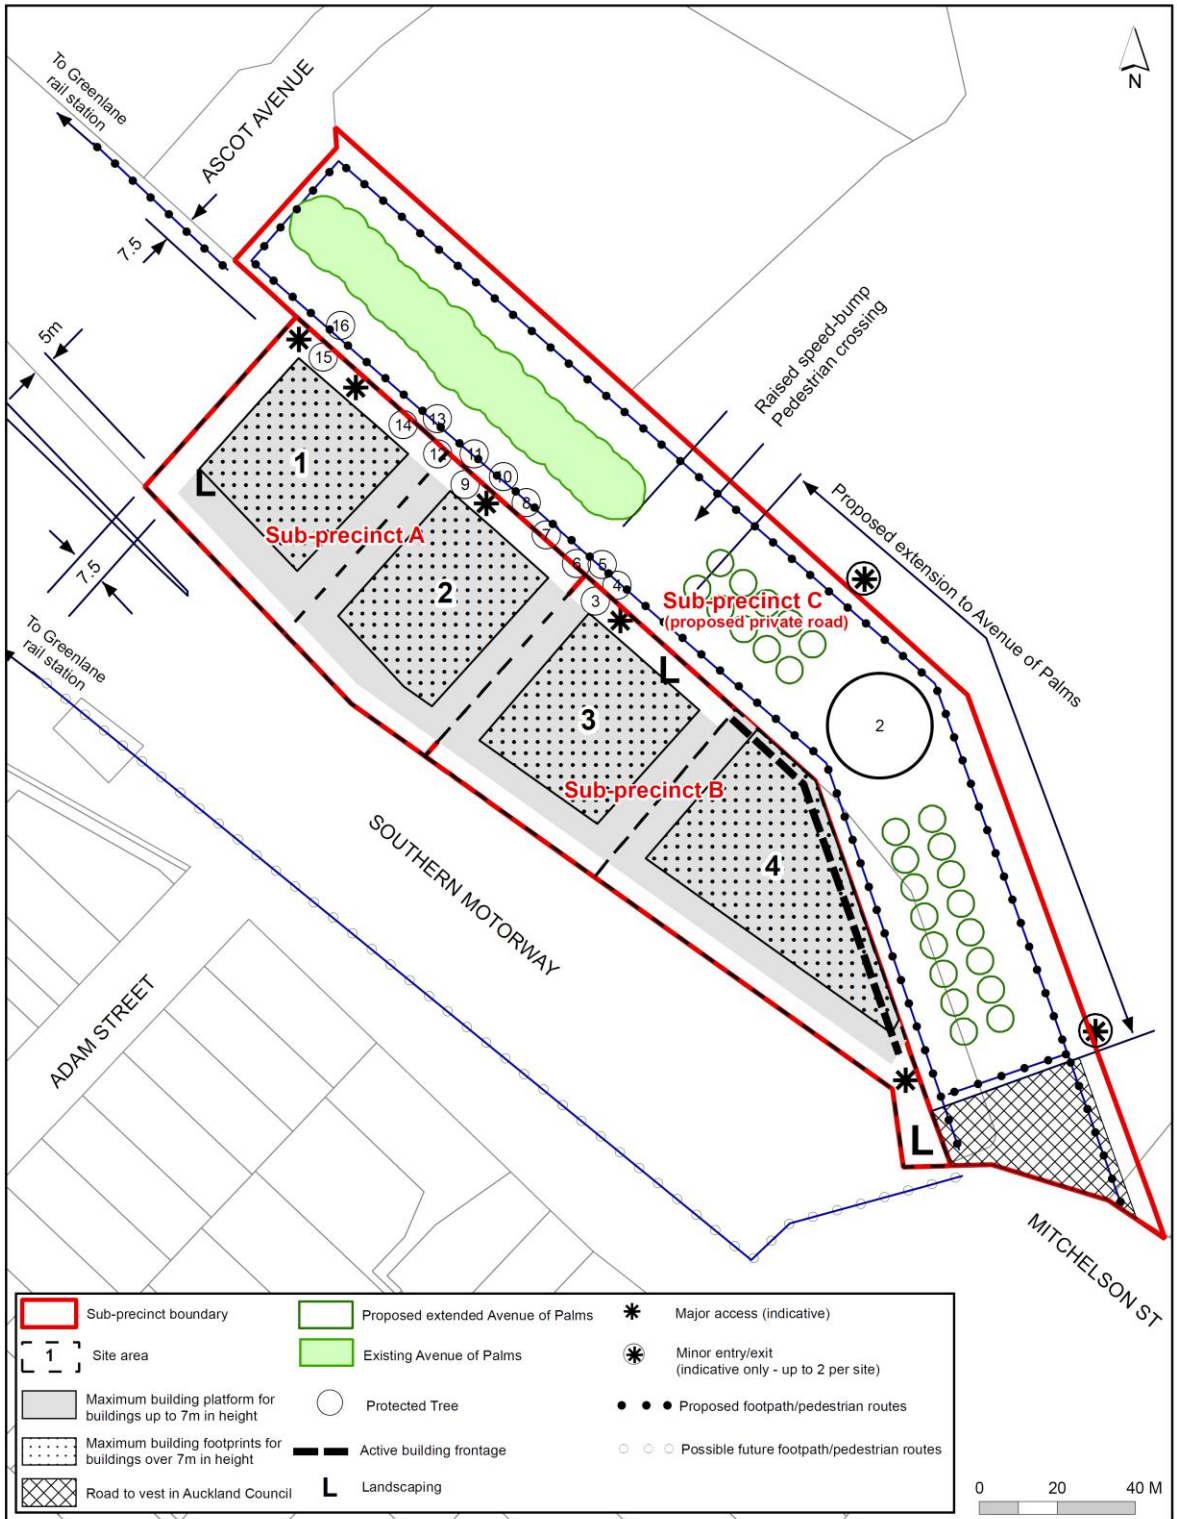 To Greenlane
rail station
ASCOT AVENUE
N
7.5
5m
7.5
16
15
14
13
12
11
10
9
8
7
6
5
4
3
1
2
3
4
2
L
L
L
Sub-precinct A
Sub-precinct B
Sub-precinct C
(proposed private road)
Raised speed-bump
Pedestrian crossing
Proposed extension to Avenue of Palms
To Greenlane
rail station
SOUTHERN MOTORWAY
ADAM STREET
MITCHELSON ST
Sub-precinct boundary
1
Site area
Maximum building platform for
buildings up to 7m in height
Maximum building footprints for
buildings over 7m in height
Road to vest in Auckland Council
Proposed extended Avenue of Palms
Existing Avenue of Palms
Protected Tree
Active building frontage
L
Landscaping
Major access (indicative)
Minor entry/exit
(indicative only - up to 2 per site)
Proposed footpath/pedestrian routes
Possible future footpath/pedestrian routes
0 20 40 M